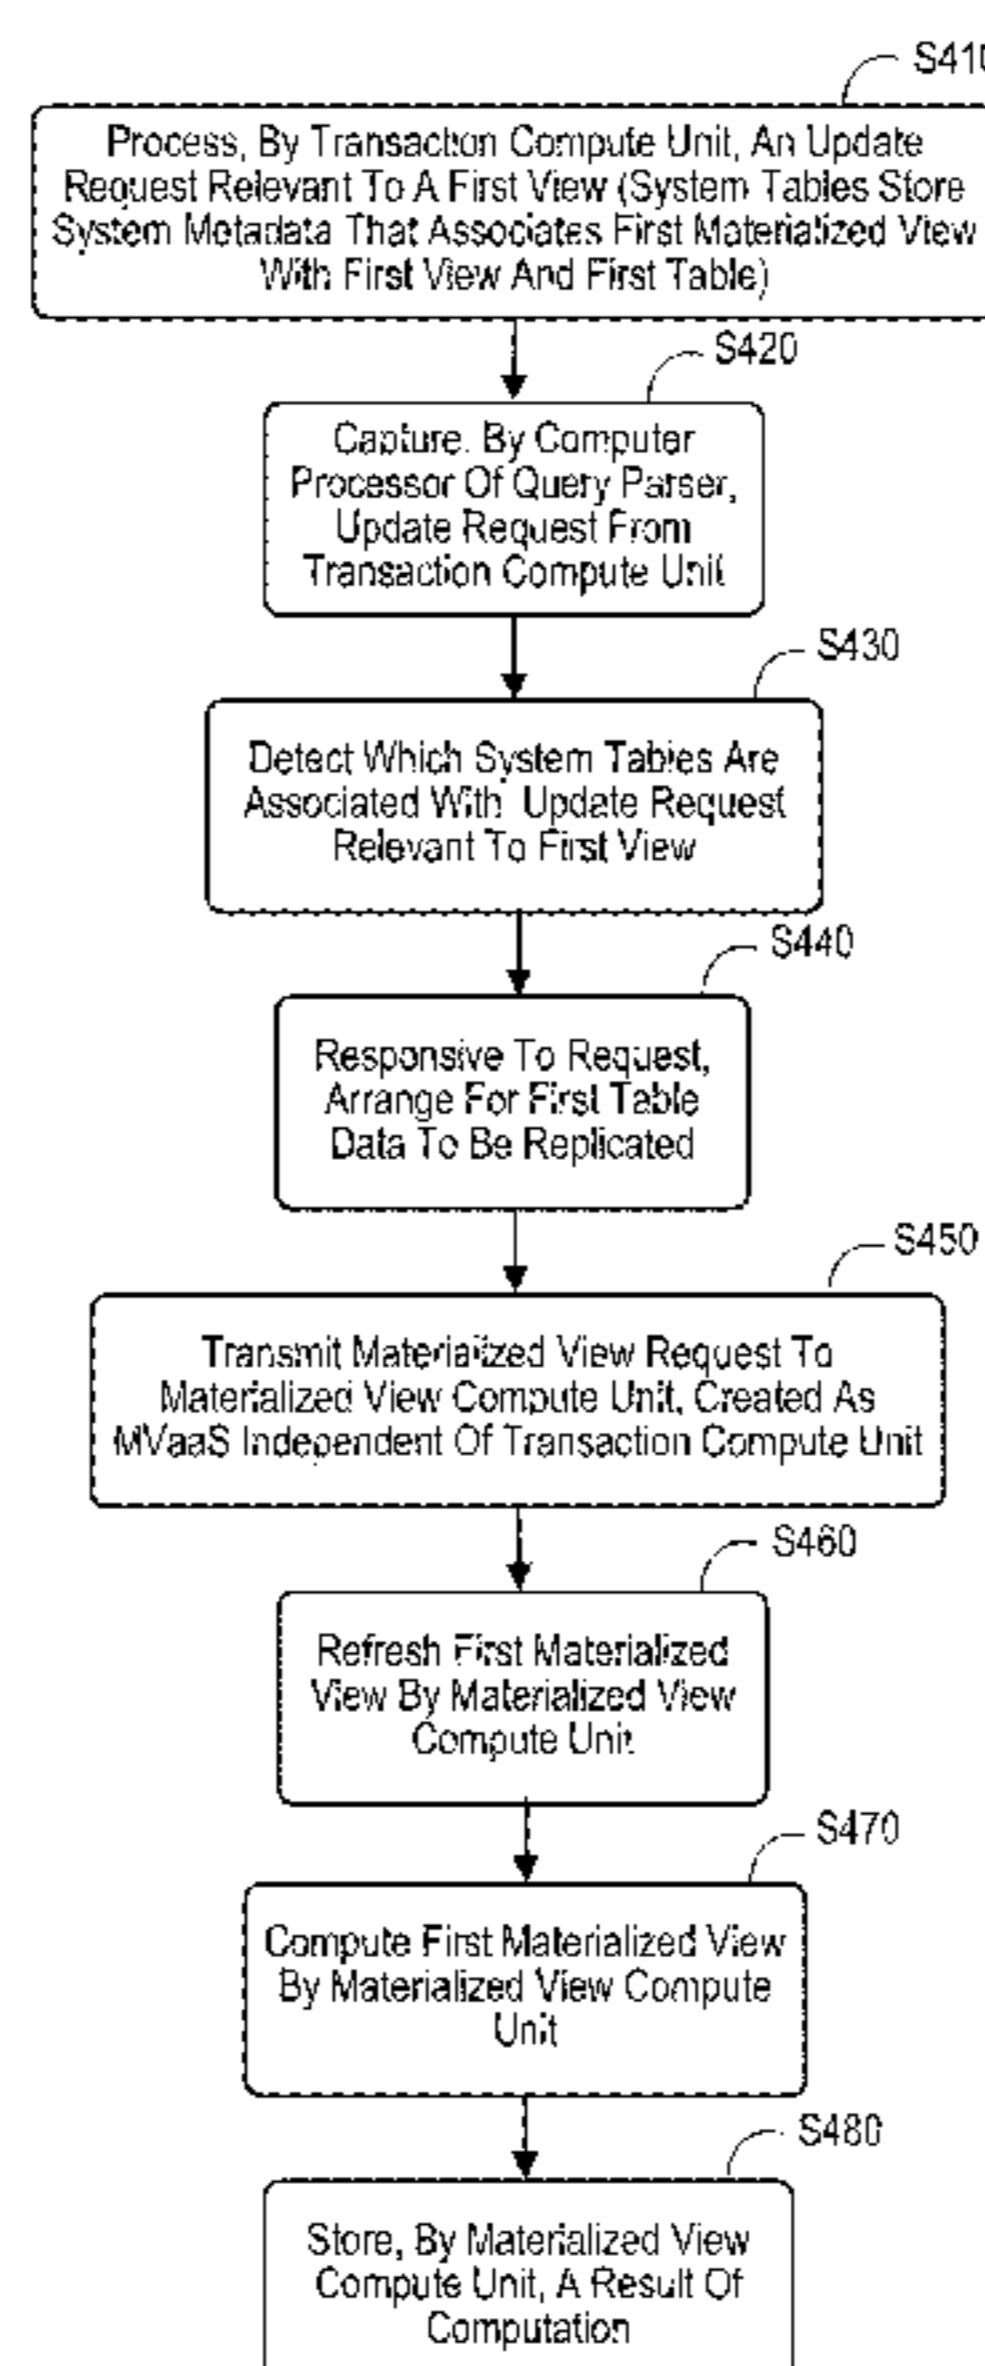 S410
Process, By Transaction Compute Unit, An Update
Request Relevant To A First View (System Tables Store
System Metadata That Associates First Materialized View
With First View And First Table)
S420
Capture, By Computer
Processor Of Query Parser,
Update Request From
Transaction Compute Unit
S430
Detect Which System Tables Are
Associated With Update Request
Relevant To First View
S440
Responsive To Request,
Arrange For First Table
Data To Be Replicated
S450
Transmit Materialized View Request To
Materialized View Compute Unit, Created As
MVaaS Independent Of Transaction Compute Unit
S460
Refresh First Materialized
View By Materialized View
Compute Unit
S470
Compute First Materialized View
By Materialized View Compute
Unit
S480
Store, By Materialized View
Compute Unit, A Result Of
Computation